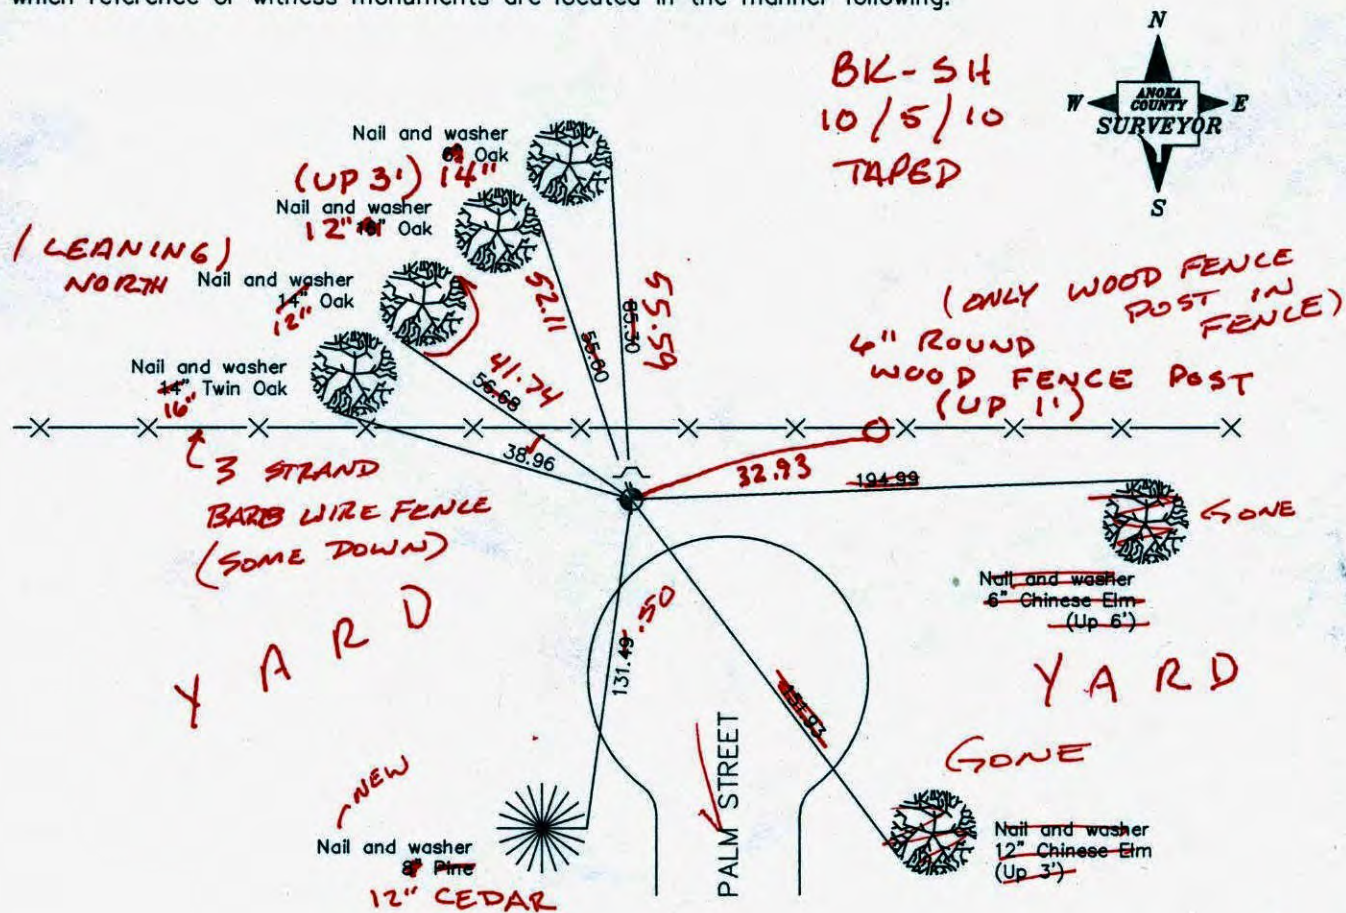 which reference or witness monuments are located in the manner following:
BK-SH
10/5/10
TAPED
N
W
ANOKA
COUNTY
E
SURVEYOR
S
Nail and washer
Oak
(UP 3') 14"
Nail and washer
12" Oak
(LEANING)
NORTH
Nail and washer
14" Oak
12"
Nail and washer
14" Twin Oak
16"
52.11
55.60
55.59
41.74
56.68
38.96
(ONLY WOOD FENCE
POST IN
FENCE)
6" ROUND
WOOD FENCE POST
(UP 1')
32.93
194.99
3 STRAND
BARB WIRE FENCE
(SOME DOWN)
GONE
Nail and washer
6" Chinese Elm
(Up 6')
YARD
YARD
131.49
.50
PALM STREET
GONE
Nail and washer
12" Chinese Elm
(Up 3')
NEW
Nail and washer
8" Pine
12" CEDAR